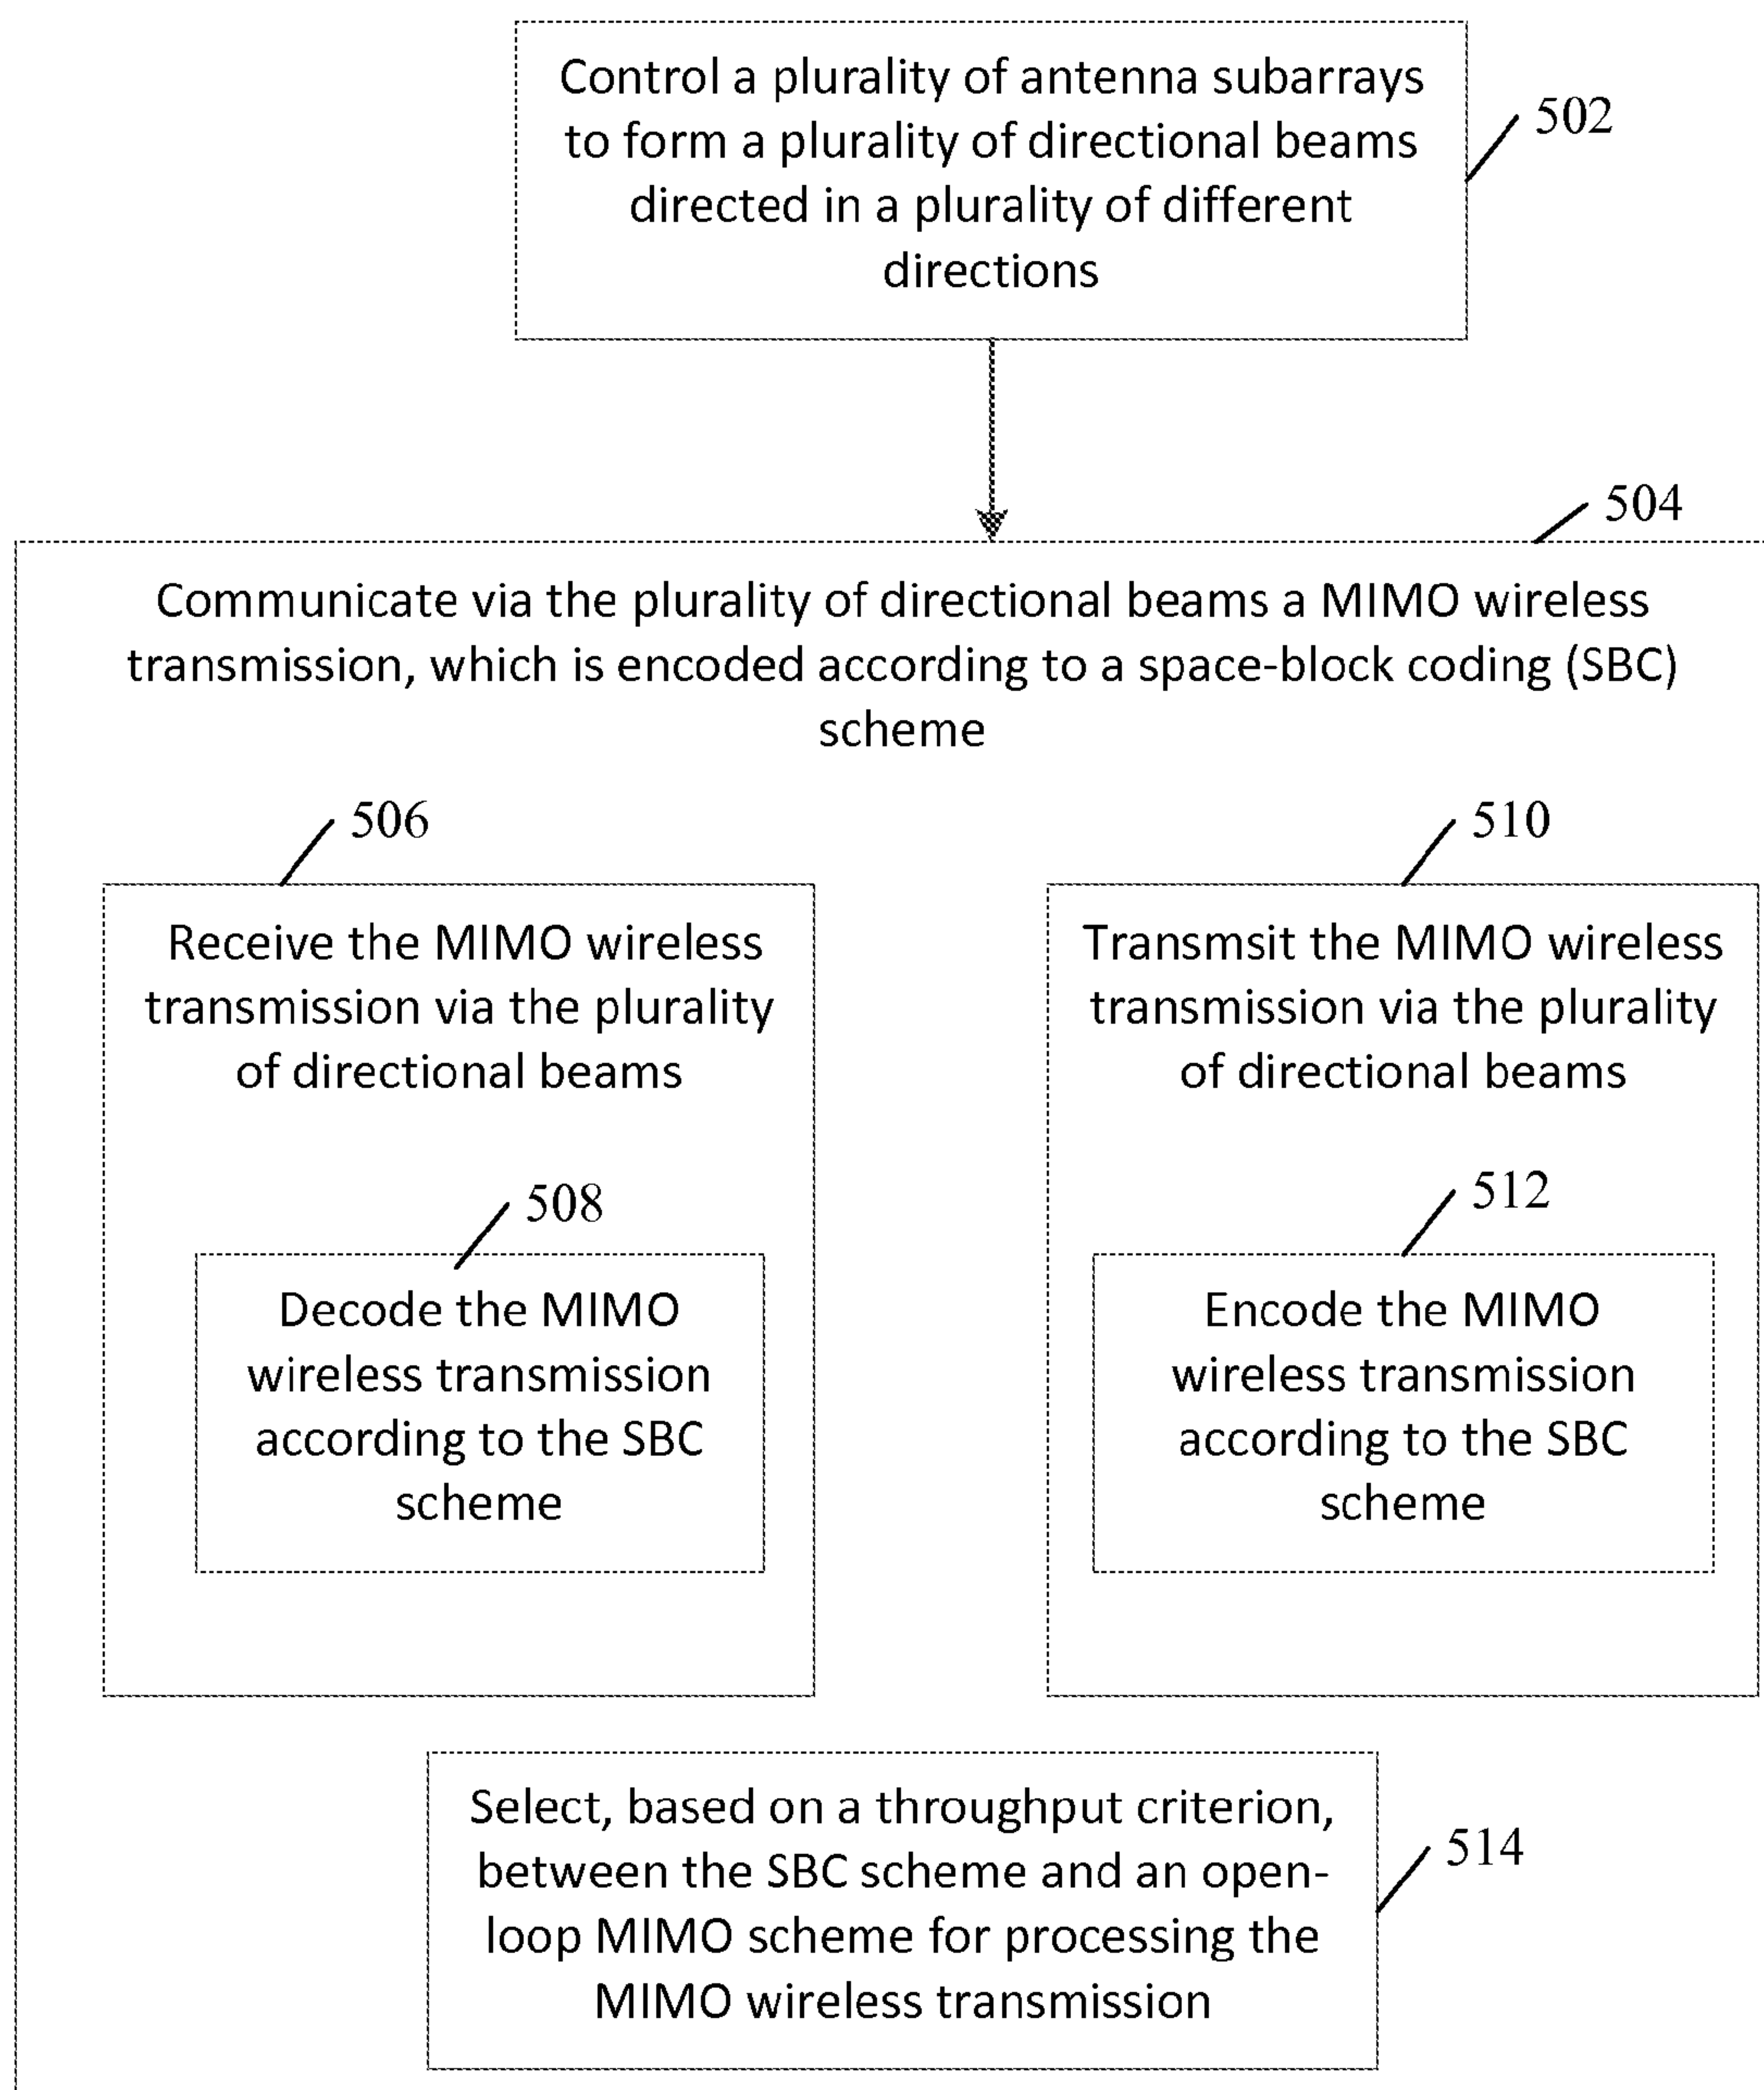 Control a plurality of antenna subarrays
to form a plurality of directional beams
directed in a plurality of different
directions
502
504
Communicate via the plurality of directional beams a MIMO wireless
transmission, which is encoded according to a space-block coding (SBC)
scheme
506
Receive the MIMO wireless
transmission via the plurality
of directional beams
508
Decode the MIMO
wireless transmission
according to the SBC
scheme
510
Transmsit the MIMO wireless
transmission via the plurality
of directional beams
512
Encode the MIMO
wireless transmission
according to the SBC
scheme
Select, based on a throughput criterion,
between the SBC scheme and an open-
loop MIMO scheme for processing the
MIMO wireless transmission
514